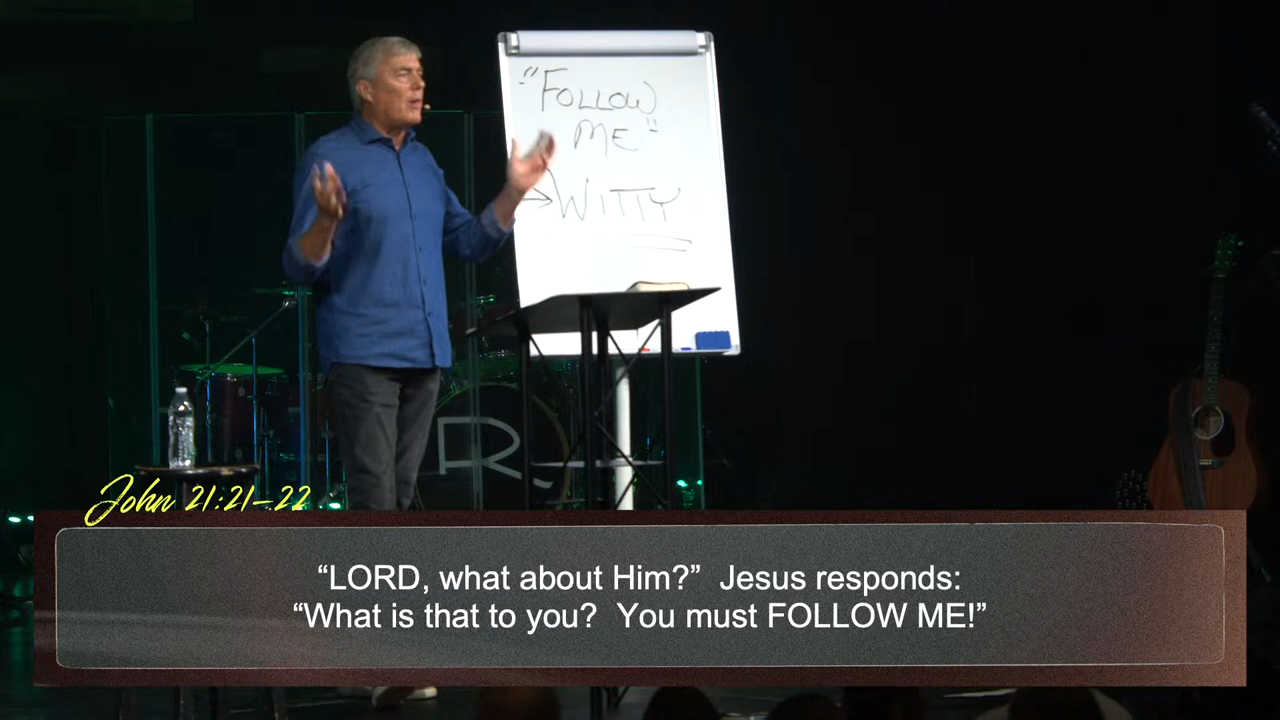 "FOLLOW
ME"
→WITTY
R
John 21:21-22
“LORD, what about Him?” Jesus responds:
“What is that to you? You must FOLLOW ME!”